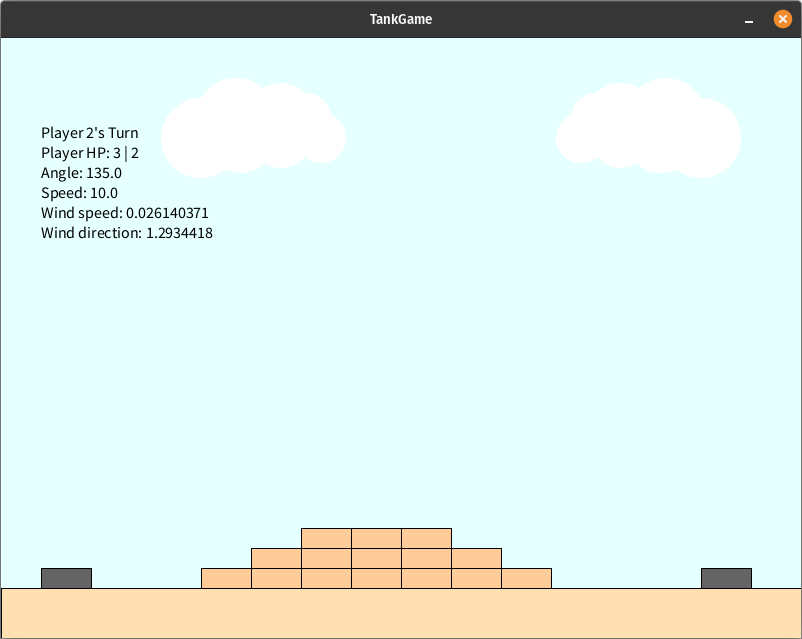 TankGame
Player 2's Turn
Player HP: 3 | 2
Angle: 135.0
Speed: 10.0
Wind speed: 0.026140371
Wind direction: 1.2934418